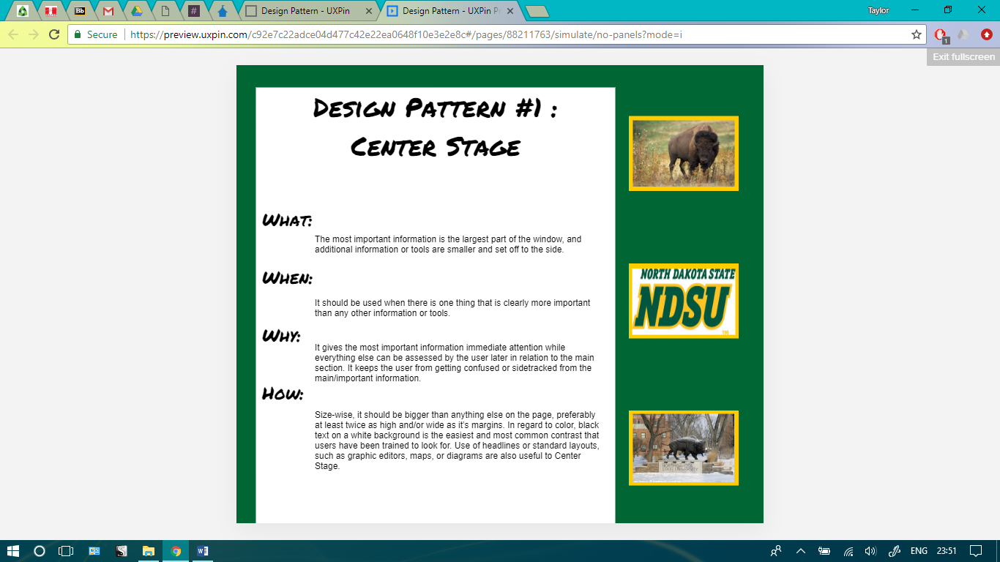 Bb
#
Design Pattern - UXPin
Design Pattern - UXPin Pr
Taylor
Secure
https://preview.uxpin.com/c92e7c22adce04d477c42e22ea0648f10e3e2e8c#/pages/88211763/simulate/no-panels?mode=i
1
Exit fullscreen
Design Pattern #1 :
Center Stage
What:
The most important information is the largest part of the window, and
additional information or tools are smaller and set off to the side.
When:
It should be used when there is one thing that is clearly more important
than any other information or tools.
Why:
It gives the most important information immediate attention while
everything else can be assessed by the user later in relation to the main
section. It keeps the user from getting confused or sidetracked from the
main/important information.
How:
Size-wise, it should be bigger than anything else on the page, preferably
at least twice as high and/or wide as it's margins. In regard to color, black
text on a white background is the easiest and most common contrast that
users have been trained to look for. Use of headlines or standard layouts,
such as graphic editors, maps, or diagrams are also useful to Center
Stage.
NORTH DAKOTA STATE
NDSU
TM
STATE UNIVERSITY
ENG
23:51